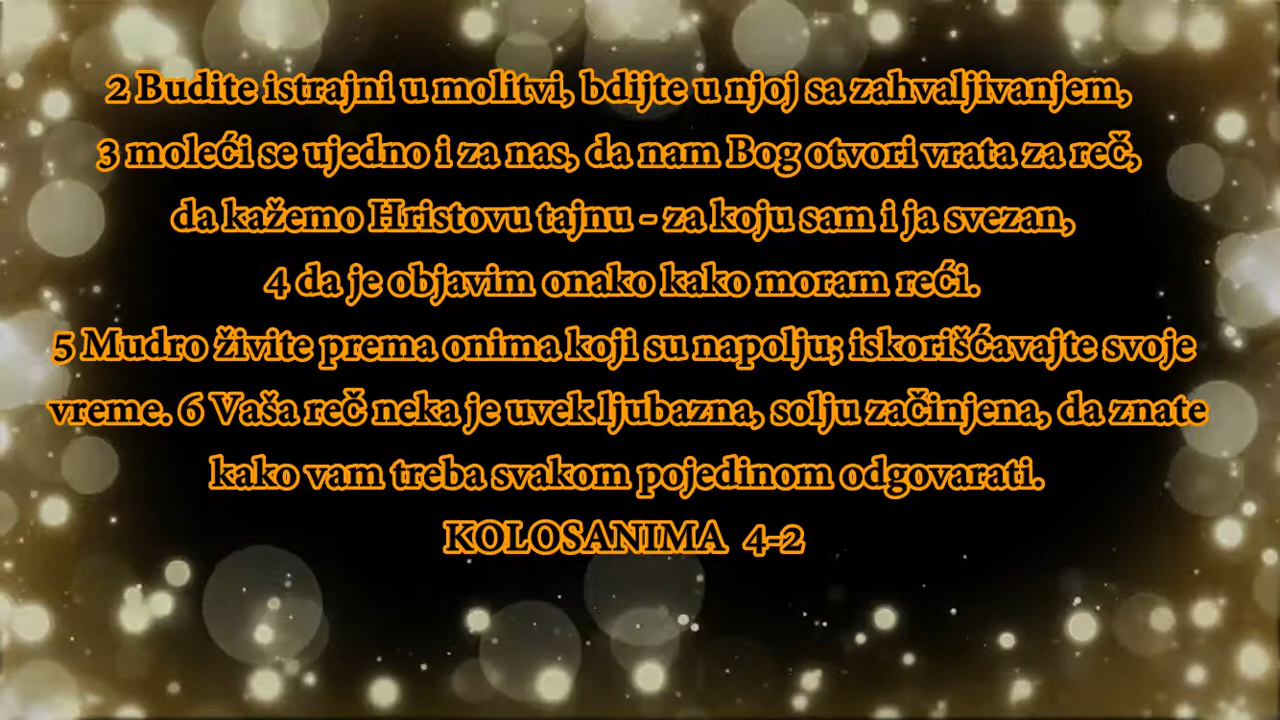 2 Budite istrajni u molitvi, bdijte u njoj sa zahvaljivanjem,
3 moleći se ujedno i za nas, da nam Bog otvori vrata za reč,
da kažemo Hristovu tajnu - za koju sam i ja svezan,
4 da je objavim onako kako moram reći.
5 Mudro živite prema onima koji su napolju; iskorišćavajte svoje
vreme. 6 Vaša reč neka je uvek ljubazna, solju začinjena, da znate
kako vam treba svakom pojedinom odgovarati.
KOLOSANIMA 4-2